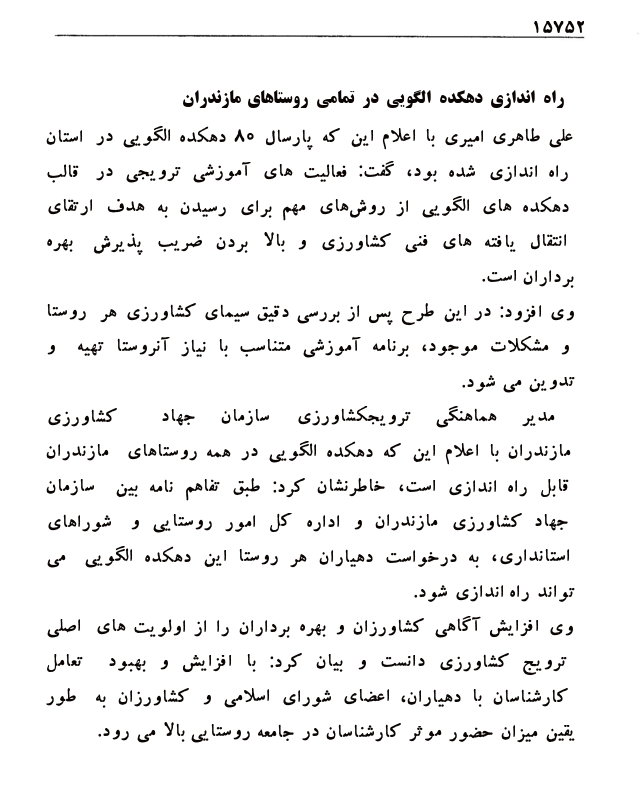 ۱۵۷۵۲
راه اندازی دهکده الگویی در تمامی روستاهای مازندران
علی طاهری امیری با اعلام این که پارسال ۸۰ دهکده الگویی در استان
راه اندازی شده بود، گفت: فعالیت های آموزشی ترویجی در قالب
دهکده های الگویی از روش‌های مهم برای رسیدن به هدف ارتقای
انتقال یافته های فنی کشاورزی و بالا بردن ضریب پذیرش بهره
برداران است.
وی افزود: در این طرح پس از بررسی دقیق سیمای کشاورزی هر روستا
و مشکلات موجود، برنامه آموزشی متناسب با نیاز آنروستا تهیه و
تدوین می شود.
مدیر هماهنگی ترویجکشاورزی سازمان جهاد کشاورزی
مازندران با اعلام این که دهکده الگویی در همه روستاهای مازندران
قابل راه اندازی است، خاطرنشان کرد: طبق تفاهم نامه بین سازمان
جهاد کشاورزی مازندران و اداره کل امور روستایی و شوراهای
استانداری، به درخواست دهیاران هر روستا این دهکده الگویی می
تواند راه اندازی شود.
وی افزایش آگاهی کشاورزان و بهره برداران را از اولویت های اصلی
ترویج کشاورزی دانست و بیان کرد: با افزایش و بهبود تعامل
کارشناسان با دهیاران، اعضای شورای اسلامی و کشاورزان به طور
یقین میزان حضور موثر کارشناسان در جامعه روستایی بالا می رود.